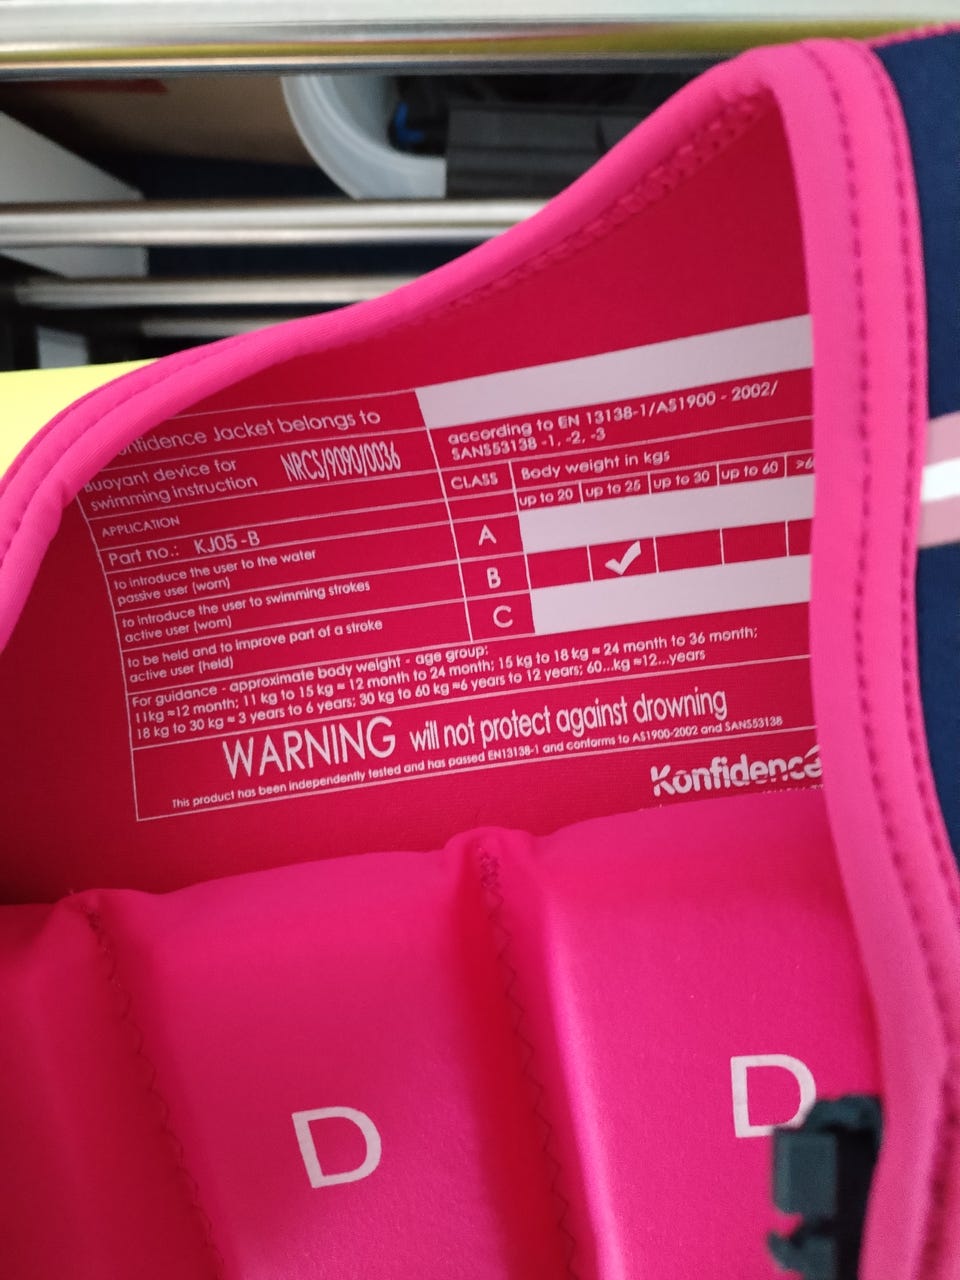 Jacket belongs to
buoyant device for
swimming instruction
NRCS/9090/0036
according to EN 13138-1/AS1900 - 2002/
SANS53138 -1, -2, -3
APPLICATION
CLASS
Body weight in kgs
up to 20
up to 25
up to 30
up to 60
Part no.: KJ05-B
to introduce the user to the water
passive user (worn)
A
to introduce the user to swimming strokes
active user (worn)
B
✓
to be held and to improve part of a stroke
active user (held)
C
For guidance - approximate body weight - age group:
11kg ≈12 month; 11 kg to 15 kg ≈ 12 month to 24 month; 15 kg to 18 kg ≈ 24 month to 36 month;
18 kg to 30 kg ≈ 3 years to 6 years; 30 kg to 60 kg ≈6 years to 12 years; 60...kg ≈12...years
WARNING will not protect against drowning
This product has been independently tested and has passed EN13138-1 and conforms to AS1900-2002 and SANS53138
Konfidence
D
D